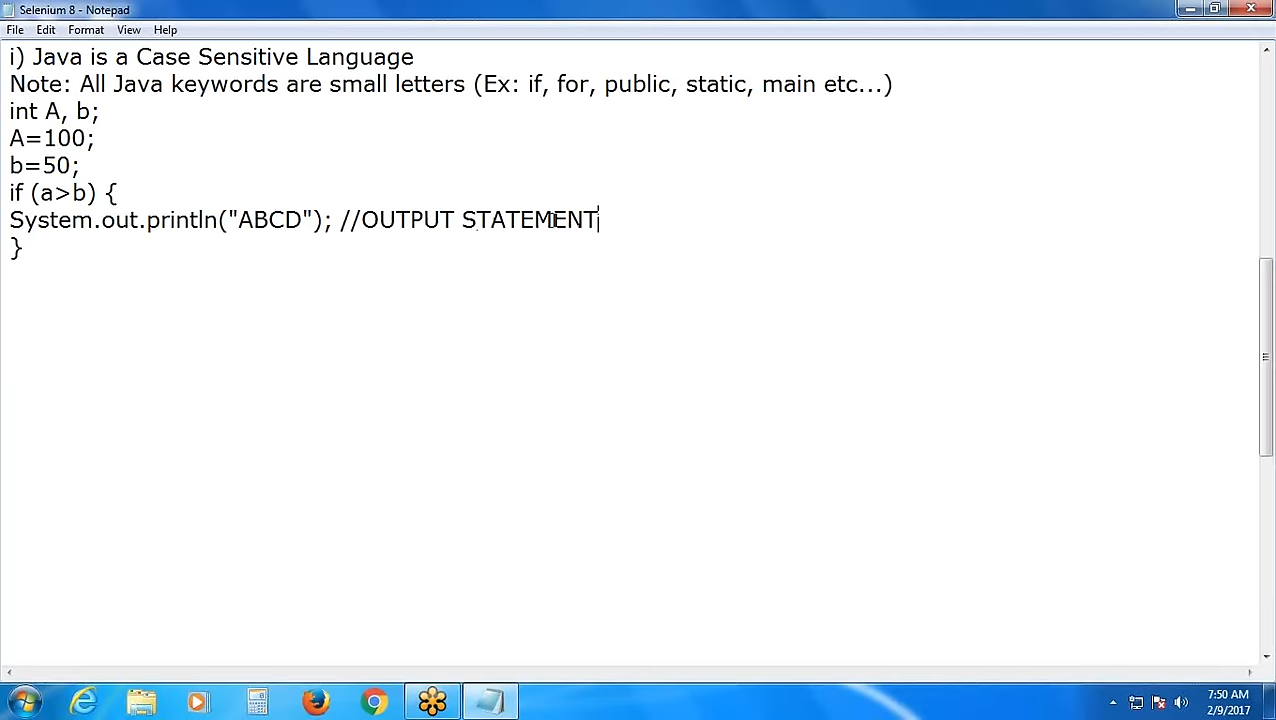 Selenium 8 - Notepad
File Edit Format View Help
i) Java is a Case Sensitive Language
Note: All Java keywords are small letters (Ex: if, for, public, static, main etc...)
int A, b;
A=100;
b=50;
if (a>b) {
System.out.println("ABCD"); //OUTPUT STATEMENT
}
7:50 AM
2/9/2017